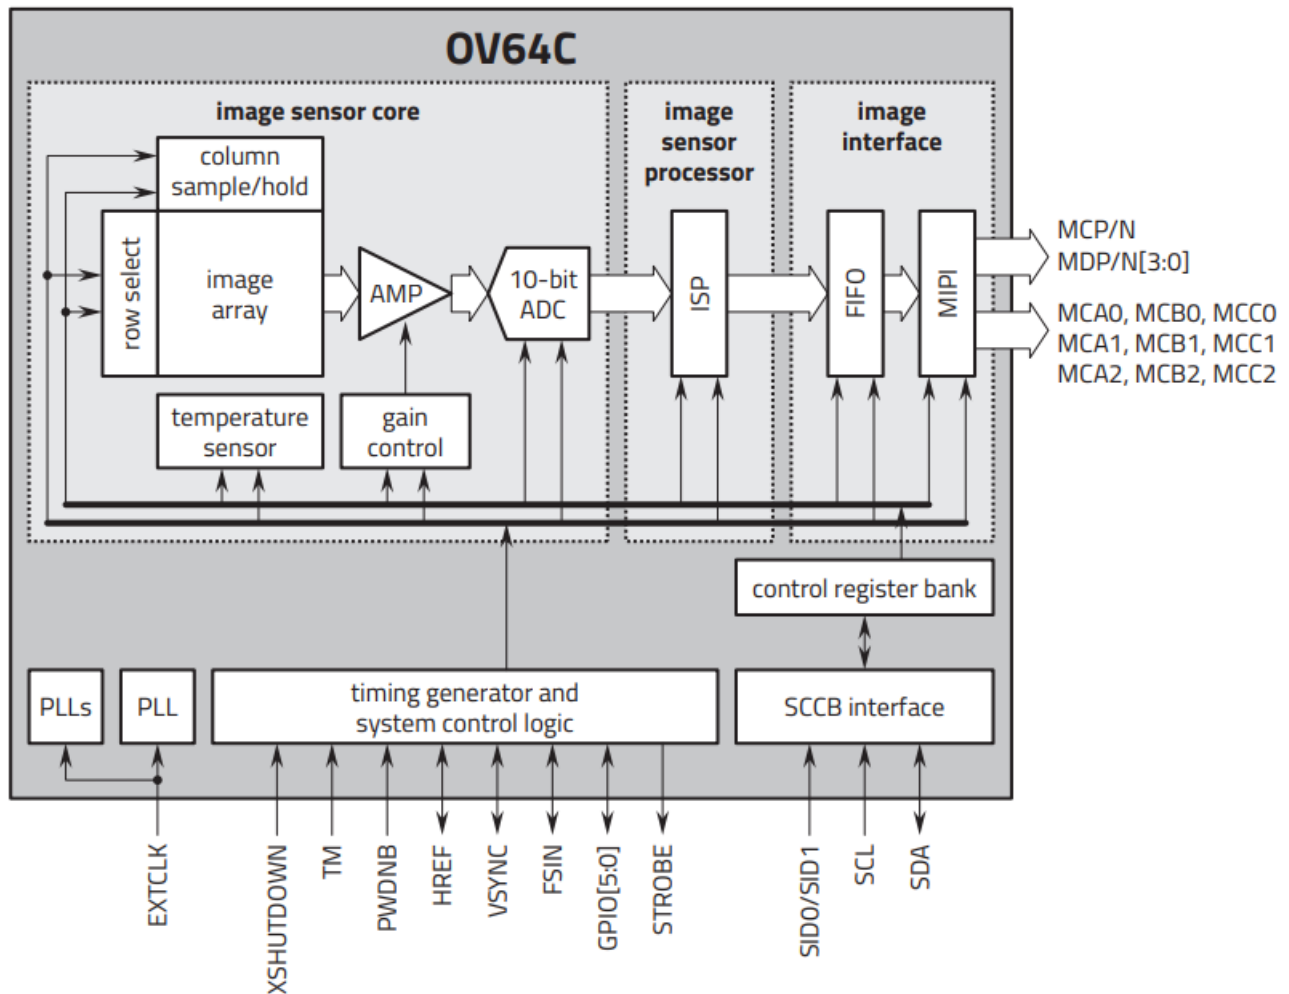 OV64C
image sensor core
image
sensor
processor
image
interface
column
sample/hold
row select
image
array
AMP
10-bit
ADC
ISP
FIFO
MIPI
MCP/N
MDP/N[3:0]
MCA0, MCB0, MCC0
MCA1, MCB1, MCC1
MCA2, MCB2, MCC2
temperature
sensor
gain
control
control register bank
PLLs
PLL
timing generator and
system control logic
SCCB interface
EXTCLK
XSHUTDOWN
TM
PWDNB
HREF
VSYNC
FSIN
GPIO[5:0]
STROBE
SID0/SID1
SCL
SDA